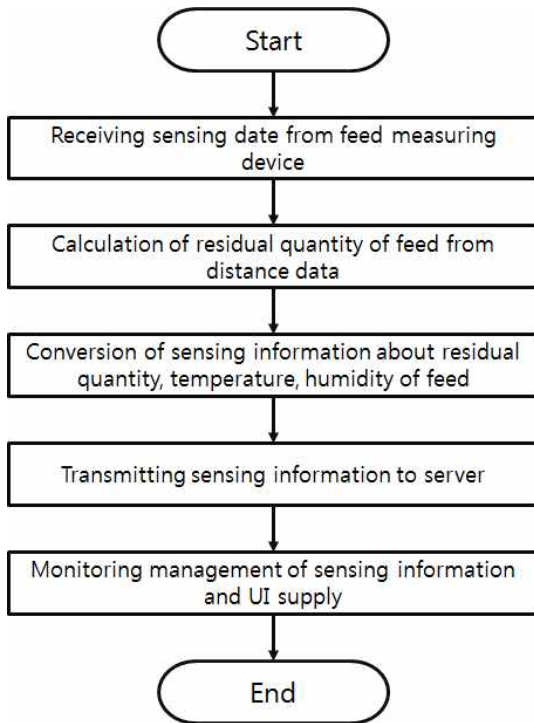 Start
Receiving sensing date from feed measuring
device
Calculation of residual quantity of feed from
distance data
Conversion of sensing information about residual
quantity, temperature, humidity of feed
Transmitting sensing information to server
Monitoring management of sensing information
and UI supply
End